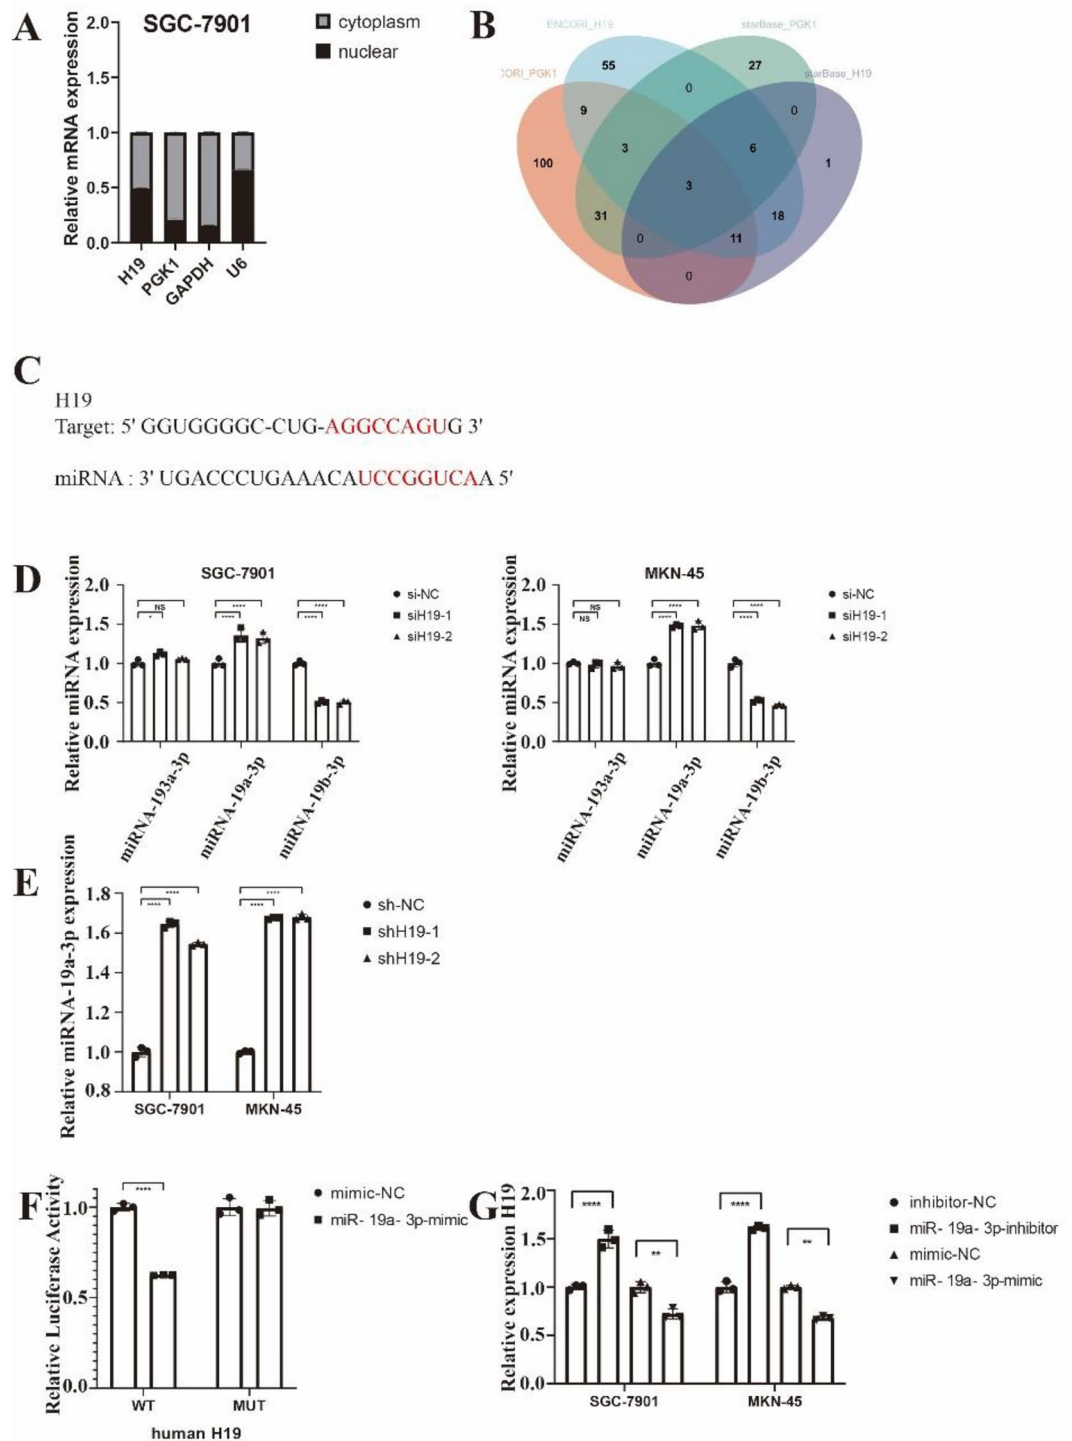 A
SGC-7901
cytoplasm
nuclear
Relative mRNA expression
2.0
1.5
1.0
0.5
0.0
H19
PGK1
GAPDH
U6
B
ENCORI_H19
starBase_PGK1
CORI_PGK1
starBase_H19
55
27
0
9
0
100
3
6
1
3
31
18
0
11
0
C
H19
Target: 5' GGUGGGGC-CUG-AGGCCAGUG 3'
miRNA : 3' UGACCCUGAAACAUCCGGUCAA 5'
D
SGC-7901
Relative miRNA expression
2.0
1.5
1.0
0.5
0.0
NS
*
****
****
****
****
si-NC
siH19-1
siH19-2
miRNA-193a-3p
miRNA-19a-3p
miRNA-19b-3p
MKN-45
Relative miRNA expression
2.0
1.5
1.0
0.5
0.0
NS
NS
****
****
****
****
si-NC
siH19-1
siH19-2
miRNA-193a-3p
miRNA-19a-3p
miRNA-19b-3p
E
Relative miRNA-19a-3p expression
1.8
1.6
1.4
1.2
1.0
0.8
****
****
****
****
sh-NC
shH19-1
shH19-2
SGC-7901
MKN-45
F
Relative Luciferase Activity
1.0
0.5
0.0
****
mimic-NC
miR- 19a- 3p-mimic
WT
MUT
human H19
G
Relative expression H19
2.0
1.5
1.0
0.5
0.0
****
**
****
**
inhibitor-NC
miR- 19a- 3p-inhibitor
mimic-NC
miR- 19a- 3p-mimic
SGC-7901
MKN-45